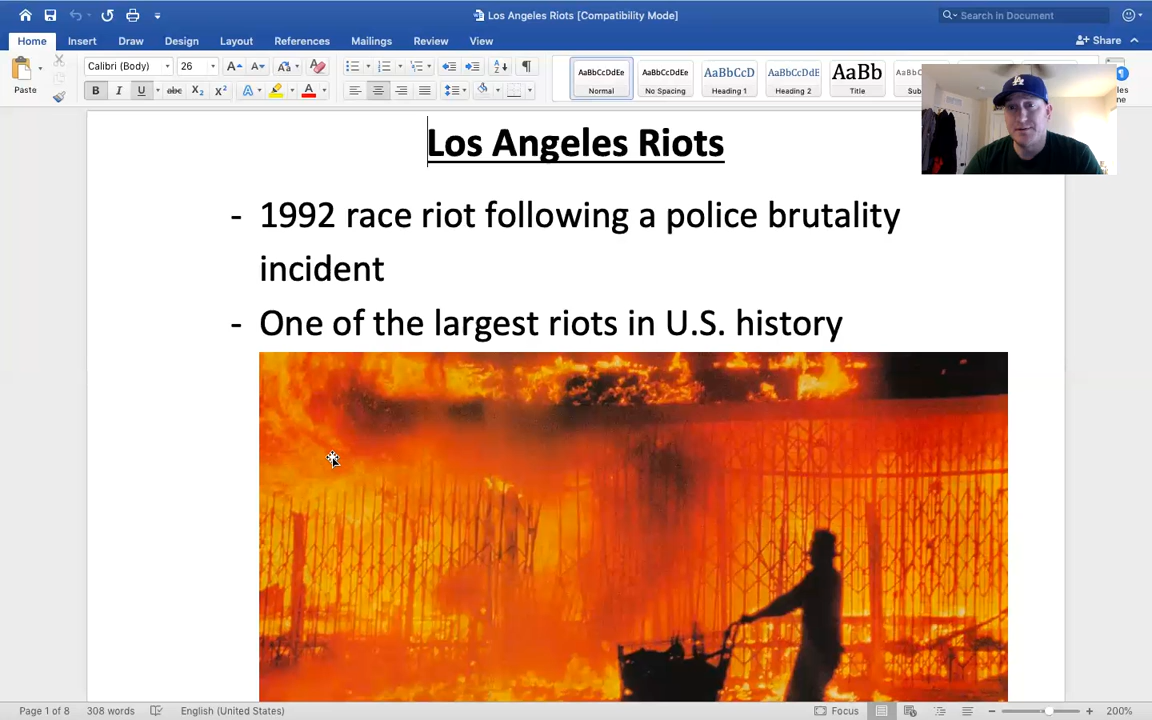 Los Angeles Riots [Compatibility Mode]
Search in Document
Home Insert Draw Design Layout References Mailings Review View
Share
Paste
Calibri (Body) 26
AaBbCcDdEe AaBbCcDdEe AaBbCcD AaBbCcDdE AaBb
Normal No Spacing Heading 1 Heading 2 Title
Los Angeles Riots
- 1992 race riot following a police brutality
incident
- One of the largest riots in U.S. history
Page 1 of 8 308 words English (United States) Focus 200%